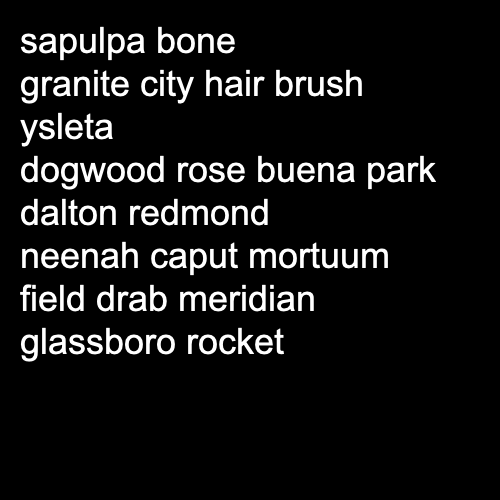 sapulpa bone
granite city hair brush
ysleta
dogwood rose buena park
dalton redmond
neenah caput mortuum
field drab meridian
glassboro rocket